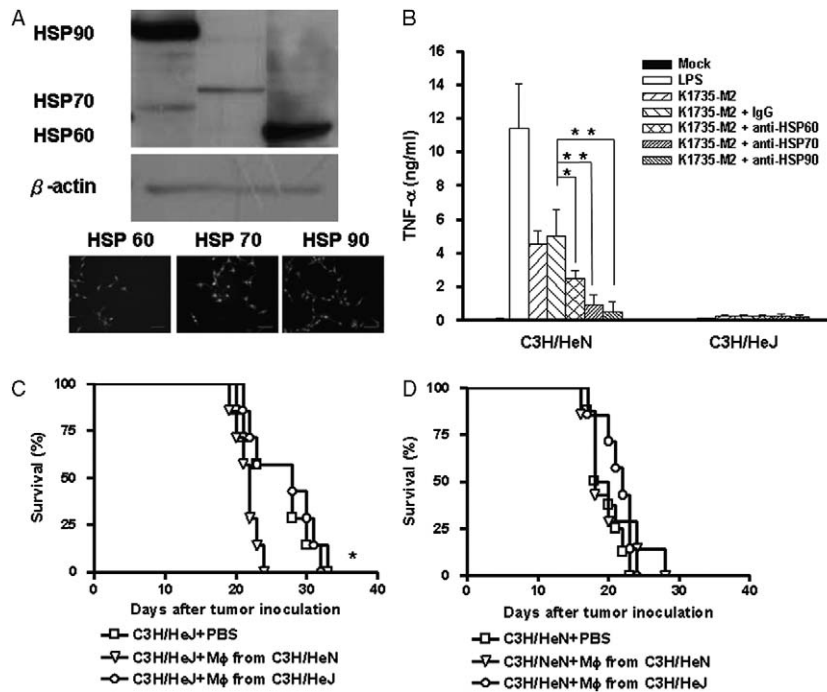 A
HSP90
HSP70
HSP60
β-actin
HSP 60 HSP 70 HSP 90
B
TNF-α (ng/ml)
16
14
12
10
8
6
4
2
0
Mock
LPS
K1735-M2
K1735-M2 + IgG
K1735-M2 + anti-HSP60
K1735-M2 + anti-HSP70
K1735-M2 + anti-HSP90
* *
* *
*
C3H/HeN C3H/HeJ
C
Survival (%)
100
75
50
25
0
*
0 10 20 30 40
Days after tumor inoculation
C3H/HeJ+PBS
C3H/HeJ+Mϕ from C3H/HeN
C3H/HeJ+Mϕ from C3H/HeJ
D
Survival (%)
100
75
50
25
0
0 10 20 30 40
Days after tumor inoculation
C3H/HeN+PBS
C3H/NeN+Mϕ from C3H/HeN
C3H/HeN+Mϕ from C3H/HeJ